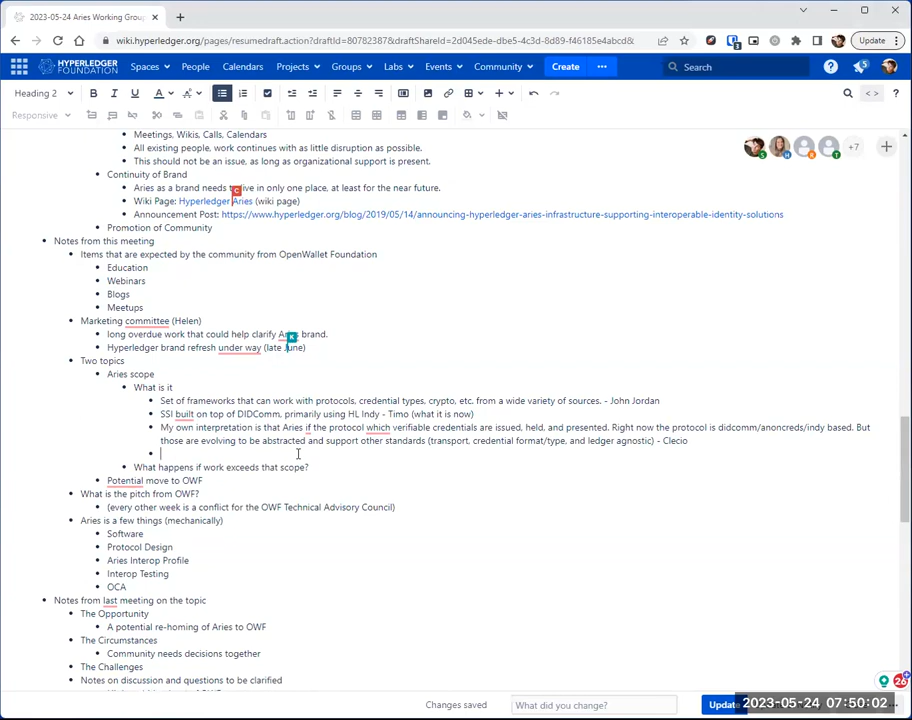 2023-05-24 Aries Working Grou
wiki.hyperledger.org/pages/resumedraft.action?draftId=80782387&draftShareId=2d045ede-dbe5-4c3d-8d89-f46185e4abcd&
Update
HYPERLEDGER FOUNDATION
Spaces People Calendars Projects Groups Labs Events Community Create Search
Heading 2
Responsive
+7
Meetings, Wikis, Calls, Calendars
All existing people, work continues with as little disruption as possible.
This should not be an issue, as long as organizational support is present.
Continuity of Brand
Aries as a brand needs to live in only one place, at least for the near future.
Wiki Page: Hyperledger Aries (wiki page)
Announcement Post: https://www.hyperledger.org/blog/2019/05/14/announcing-hyperledger-aries-infrastructure-supporting-interoperable-identity-solutions
Promotion of Community
Notes from this meeting
Items that are expected by the community from OpenWallet Foundation
Education
Webinars
Blogs
Meetups
Marketing committee (Helen)
long overdue work that could help clarify Aries brand.
Hyperledger brand refresh under way (late June)
Two topics
Aries scope
What is it
Set of frameworks that can work with protocols, credential types, crypto, etc. from a wide variety of sources. - John Jordan
SSI built on top of DIDComm, primarily using HL Indy - Timo (what it is now)
My own interpretation is that Aries if the protocol which verifiable credentials are issued, held, and presented. Right now the protocol is didcomm/anoncreds/indy based. But
those are evolving to be abstracted and support other standards (transport, credential format/type, and ledger agnostic) - Clecio
What happens if work exceeds that scope?
Potential move to OWF
What is the pitch from OWF?
(every other week is a conflict for the OWF Technical Advisory Council)
Aries is a few things (mechanically)
Software
Protocol Design
Aries Interop Profile
Interop Testing
OCA
Notes from last meeting on the topic
The Opportunity
A potential re-homing of Aries to OWF
The Circumstances
Community needs decisions together
The Challenges
Notes on discussion and questions to be clarified
Changes saved
What did you change?
Update
2023-05-24 07:50:02